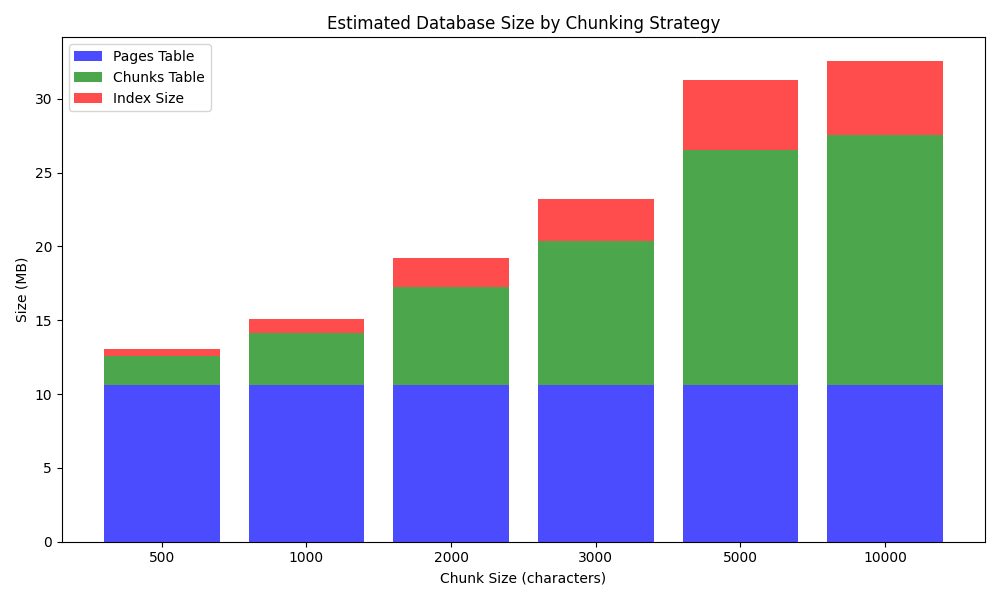 Estimated Database Size by Chunking Strategy
Pages Table
Chunks Table
Index Size
Size (MB)
30
25
20
15
10
5
0
500 1000 2000 3000 5000 10000
Chunk Size (characters)